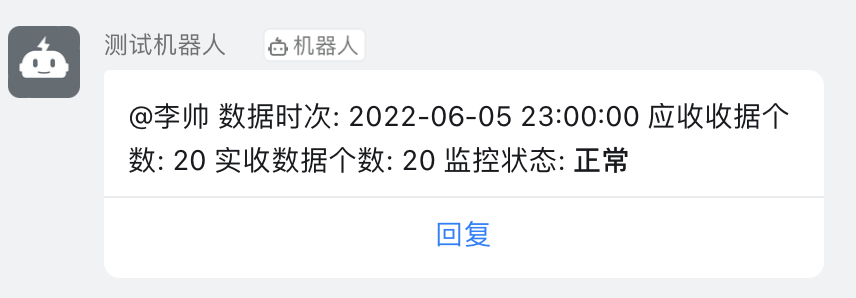 测试机器人 机器人
@李帅 数据时次: 2022-06-05 23:00:00 应收收据个
数: 20 实收数据个数: 20 监控状态: 正常
回复